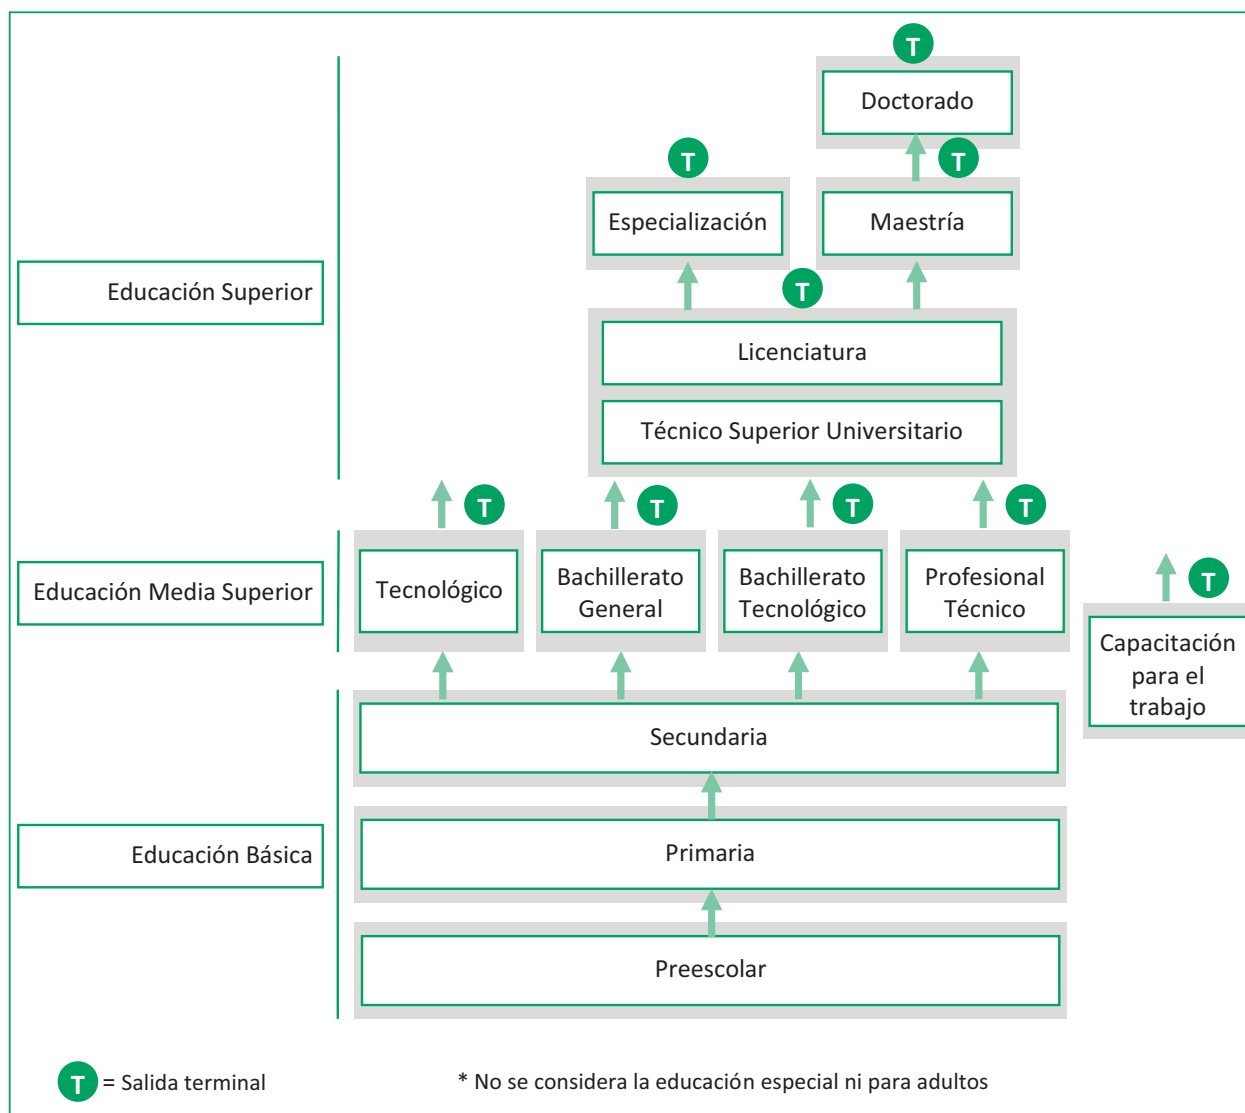 T
Doctorado
T
T
Especialización
Maestría
T
Educación Superior
Licenciatura
Técnico Superior Universitario
T
T
T
T
Educación Media Superior
Tecnológico
Bachillerato
General
Bachillerato
Tecnológico
Profesional
Técnico
T
Capacitación
para el
trabajo
Secundaria
Educación Básica
Primaria
Preescolar
T = Salida terminal
* No se considera la educación especial ni para adultos